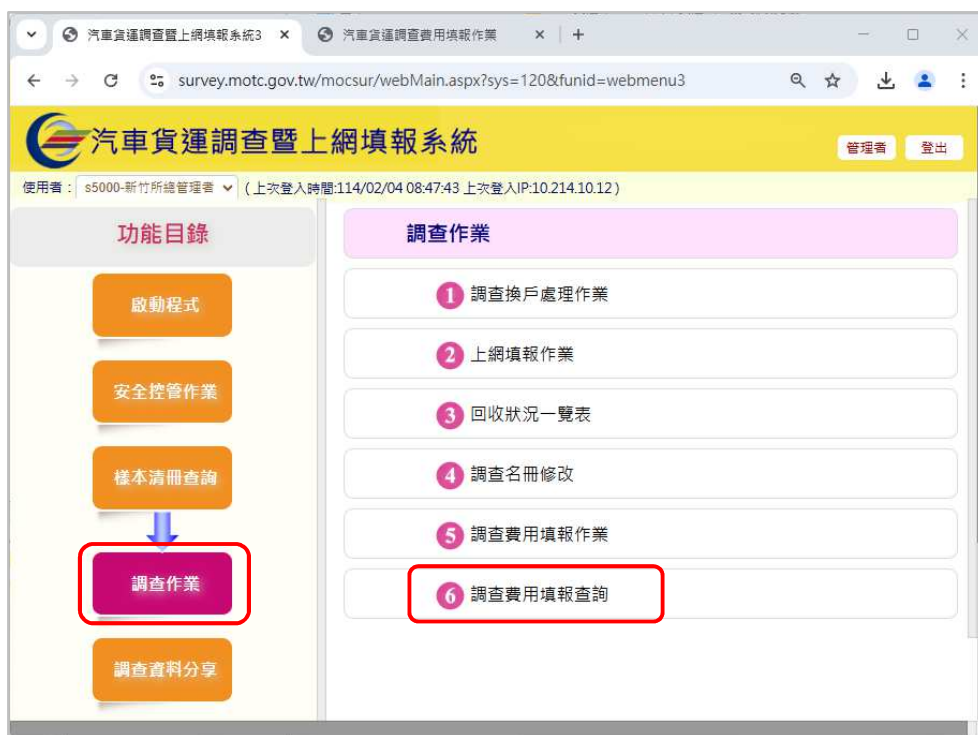 汽車貨運調查暨上網填報系統3
汽車貨運調查費用填報作業
survey.motc.gov.tw/mocsur/webMain.aspx?sys=120&funid=webmenu3
汽車貨運調查暨上網填報系統
管理者
登出
使用者： s5000-新竹所總管理者 (上次登入時間:114/02/04 08:47:43 上次登入IP:10.214.10.12)
功能目錄
啟動程式
安全控管作業
樣本清冊查詢
調查作業
調查資料分享
調查作業
1 調查換戶處理作業
2 上網填報作業
3 回收狀況一覽表
4 調查名冊修改
5 調查費用填報作業
6 調查費用填報查詢